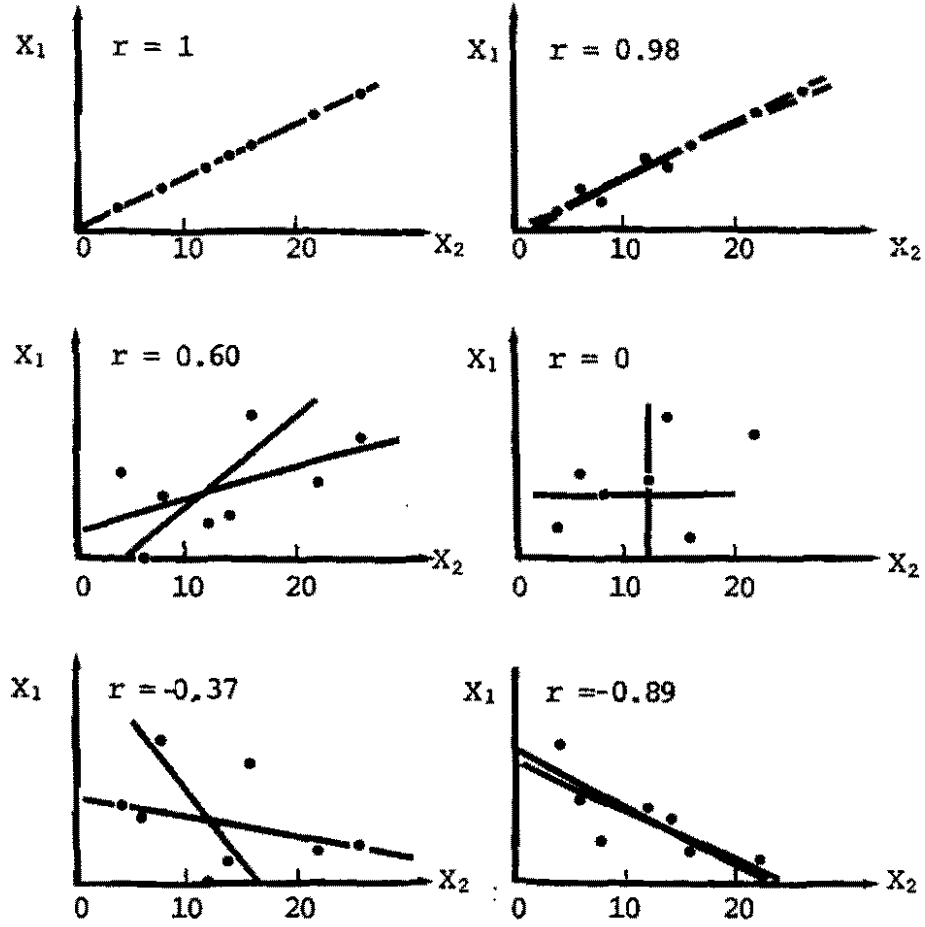 X₁ r = 1
0 10 20 X₂
X₁ r = 0.98
0 10 20 X₂
X₁ r = 0.60
0 10 20 X₂
X₁ r = 0
0 10 20 X₂
X₁ r = -0.37
0 10 20 X₂
X₁ r = -0.89
0 10 20 X₂